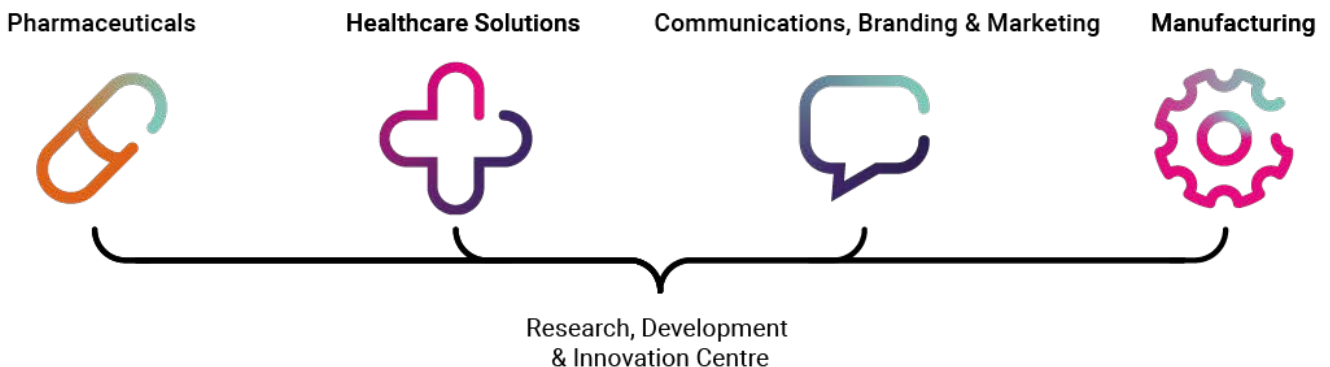 Pharmaceuticals
Healthcare Solutions
Communications, Branding & Marketing
Manufacturing
Research, Development
& Innovation Centre